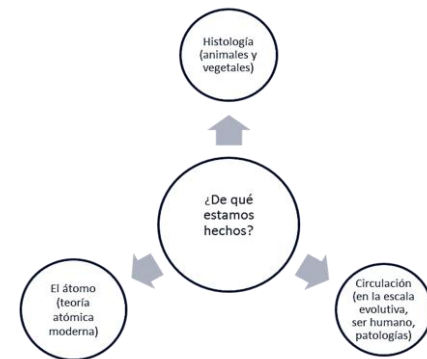 Histología
(animales y
vegetales)
¿De qué
estamos
hechos?
El átomo
(teoría
atómica
moderna)
Circulación
(en la escala
evolutiva,
ser humano,
patologías)